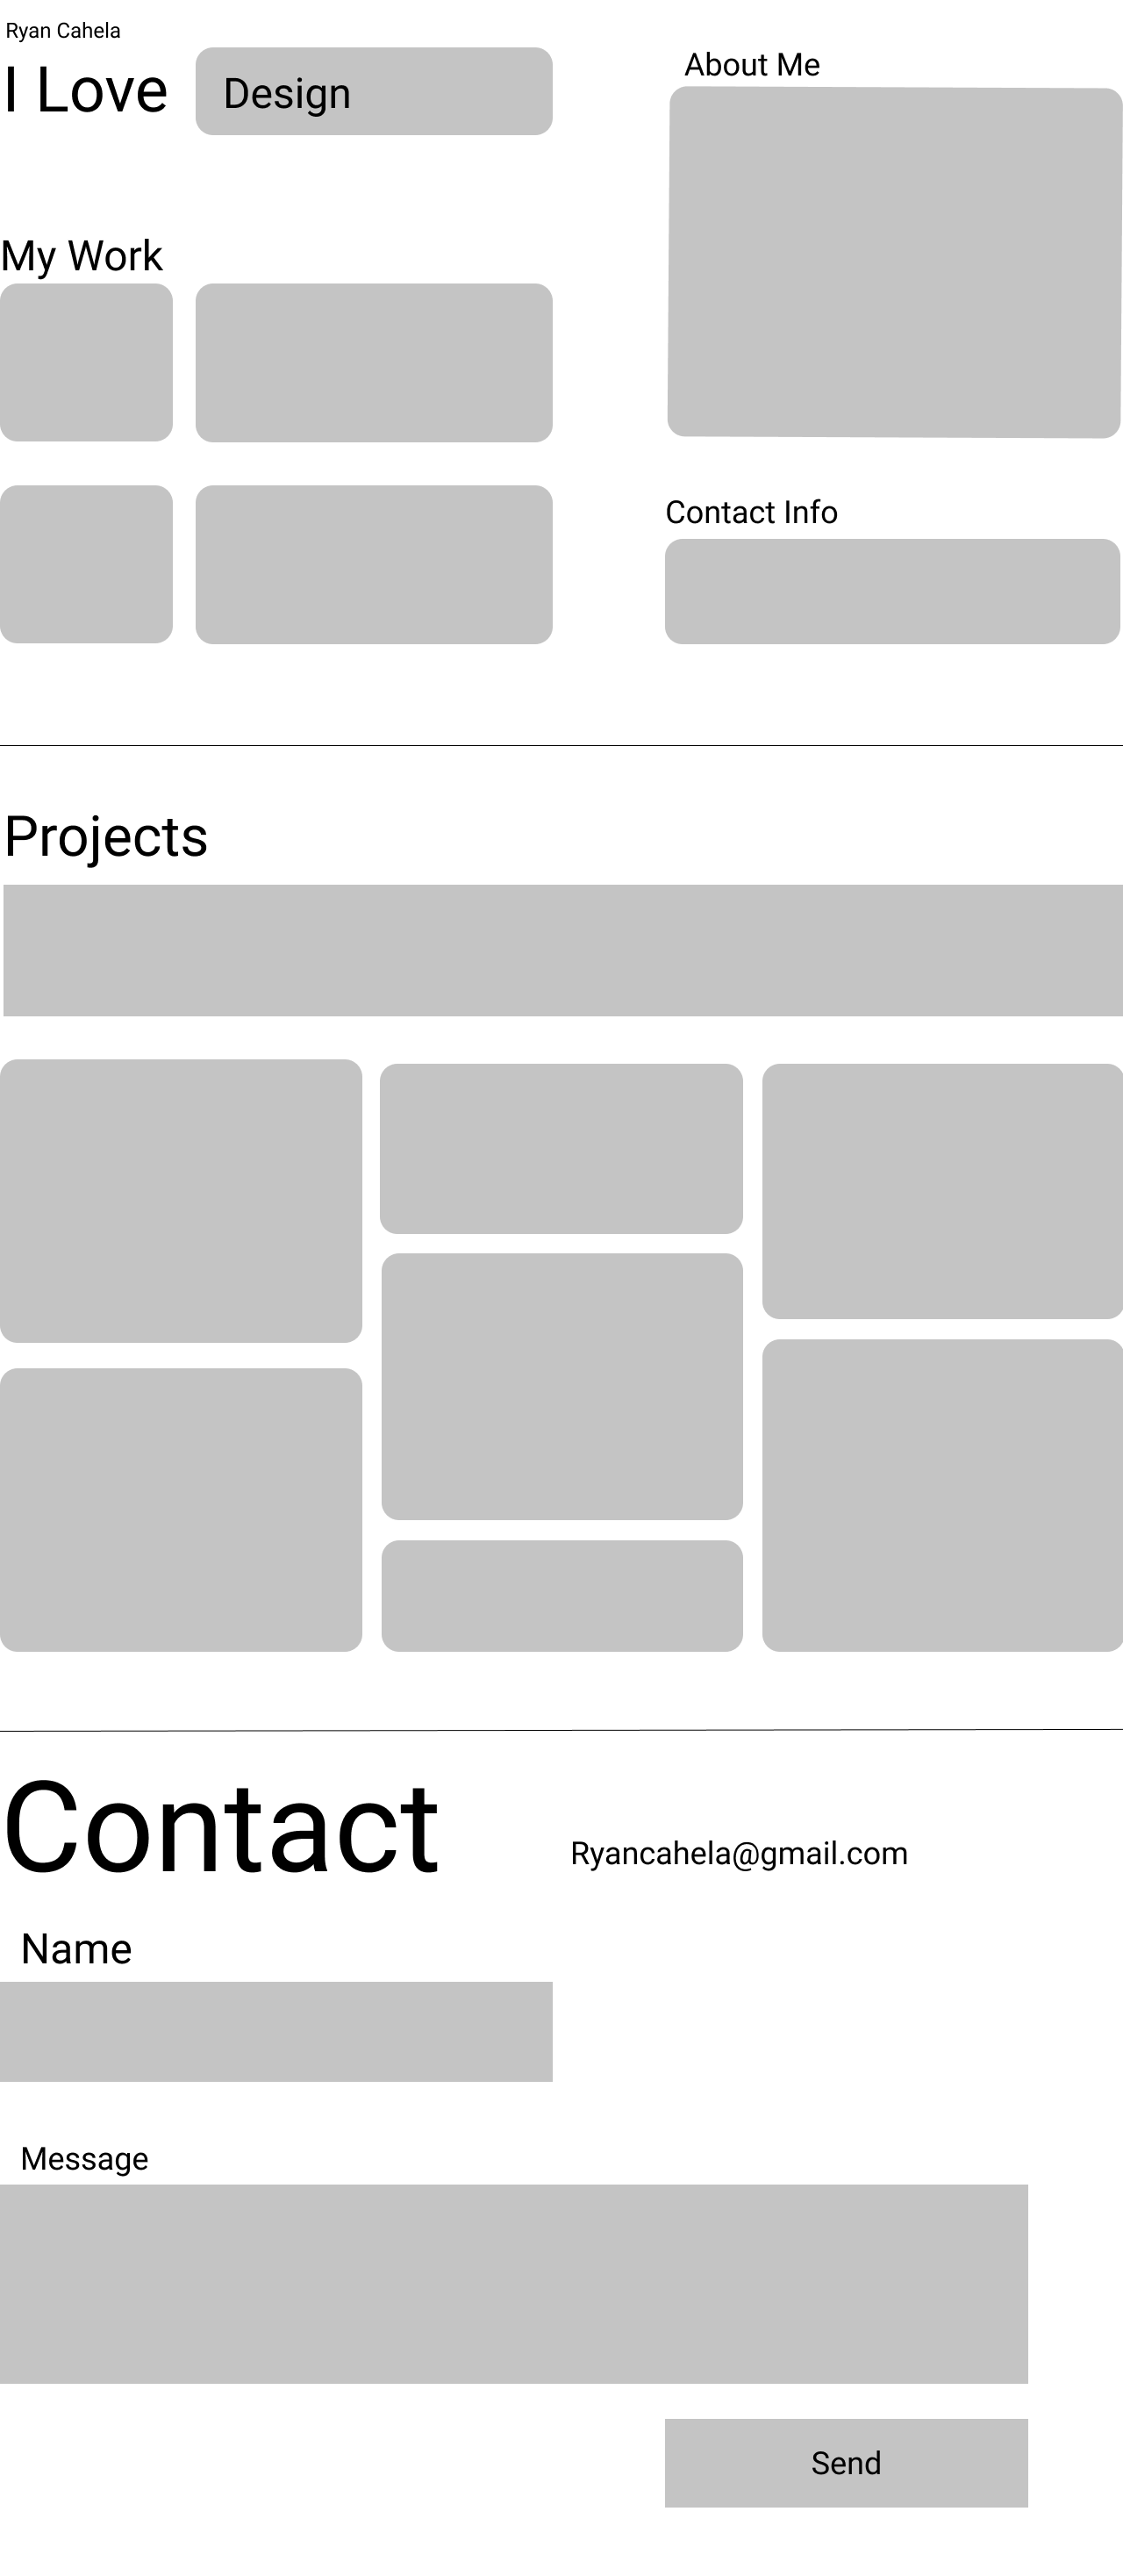 Ryan Cahela
I Love Design
About Me
My Work
Contact Info
Projects
Contact
Ryancahela@gmail.com
Name
Message
Send